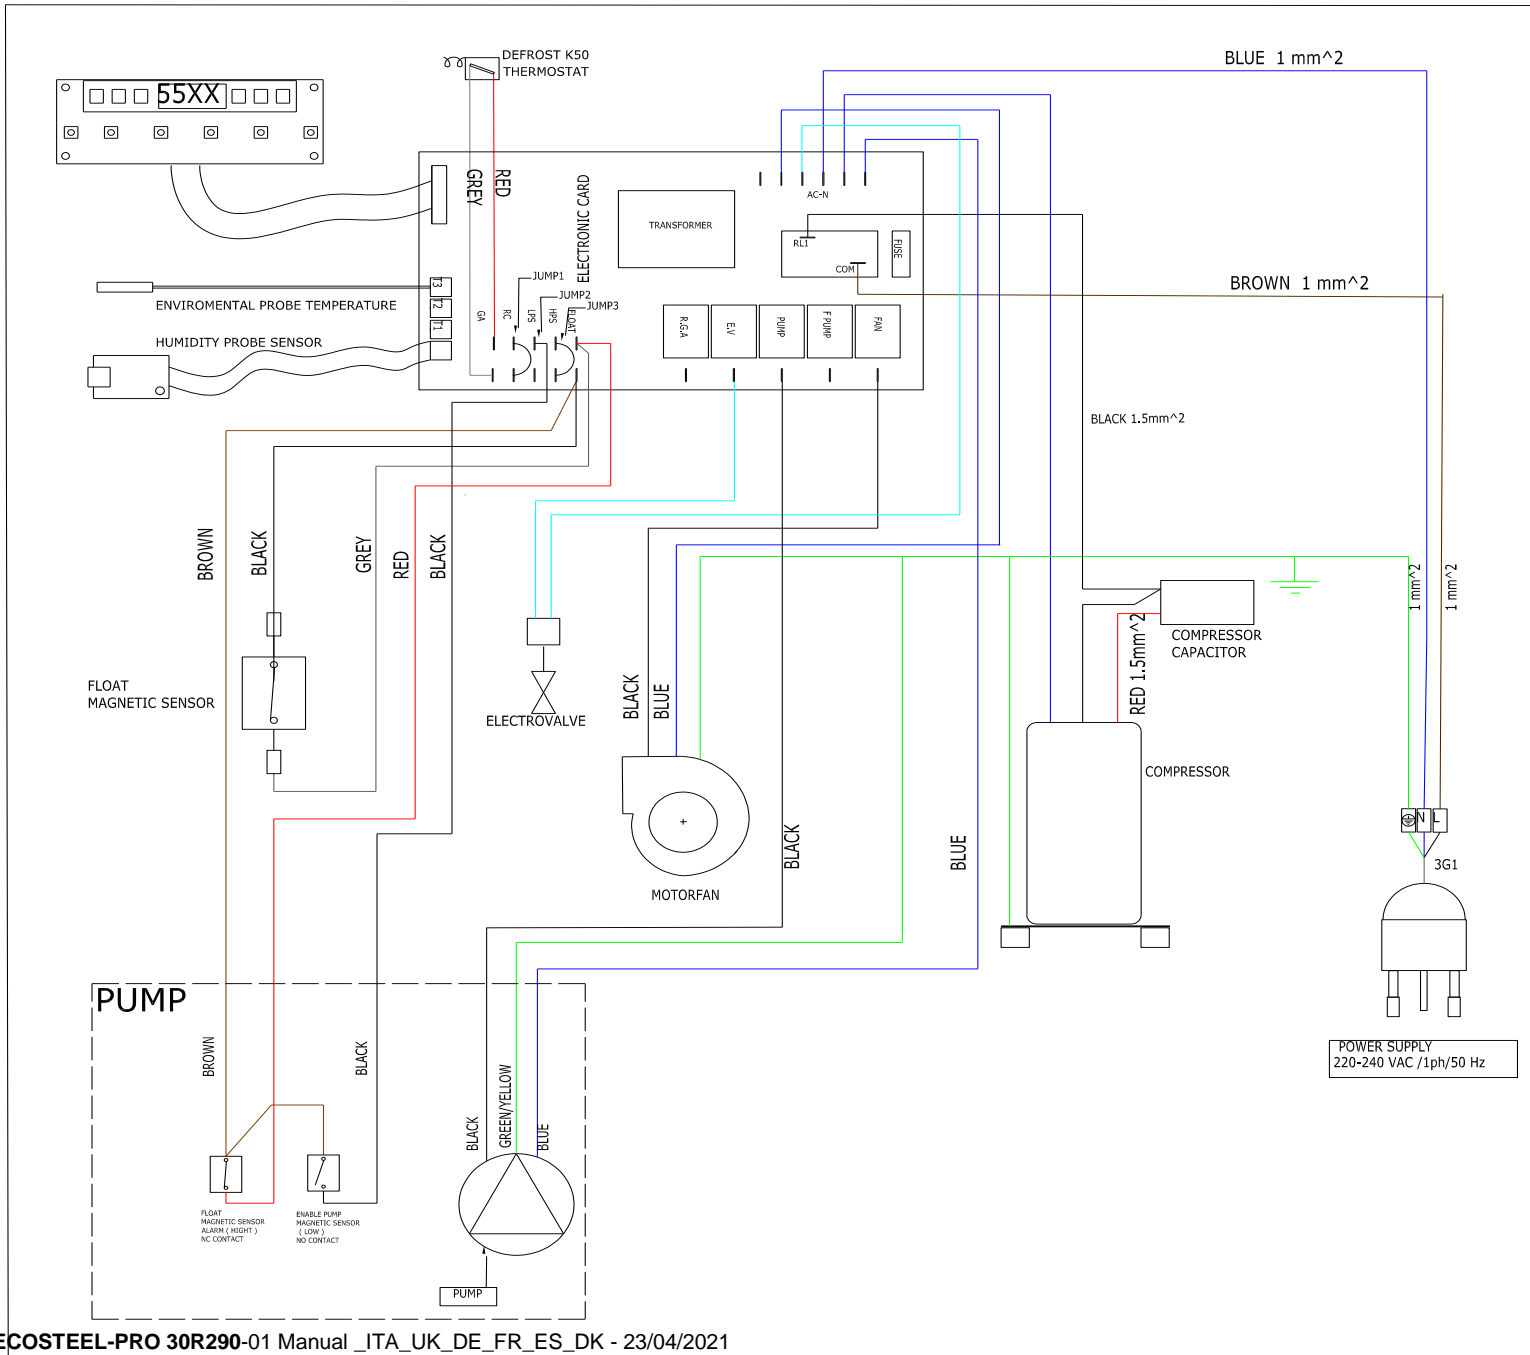 DEFROST K50
THERMOSTAT
BLUE 1 mm^2
55XX
RED
GREY
ELECTRONIC CARD
TRANSFORMER
AC-N
RL1
COM
FUSE
BROWN 1 mm^2
T3
T2
T1
ENVIROMENTAL PROBE TEMPERATURE
HUMIDITY PROBE SENSOR
JUMP1
JUMP2
JUMP3
GA
RC
LPS
HPS
FLOAT
R.G.A
E.V
PUMP
F PUMP
FAN
BLACK 1.5mm^2
BROWN
BLACK
GREY
RED
BLACK
1 mm^2
1 mm^2
COMPRESSOR
CAPACITOR
RED 1.5mm^2
FLOAT
MAGNETIC SENSOR
ELECTROVALVE
BLACK
BLUE
COMPRESSOR
N
L
3G1
BLACK
BLUE
MOTORFAN
PUMP
BROWN
BLACK
BLACK
GREEN/YELLOW
BLUE
POWER SUPPLY
220-240 VAC /1ph/50 Hz
FLOAT
MAGNETIC SENSOR
ALARM ( HIGHT )
NC CONTACT
ENABLE PUMP
MAGNETIC SENSOR
( LOW )
NO CONTACT
PUMP
ECOSTEEL-PRO 30R290-01 Manual _ITA_UK_DE_FR_ES_DK - 23/04/2021